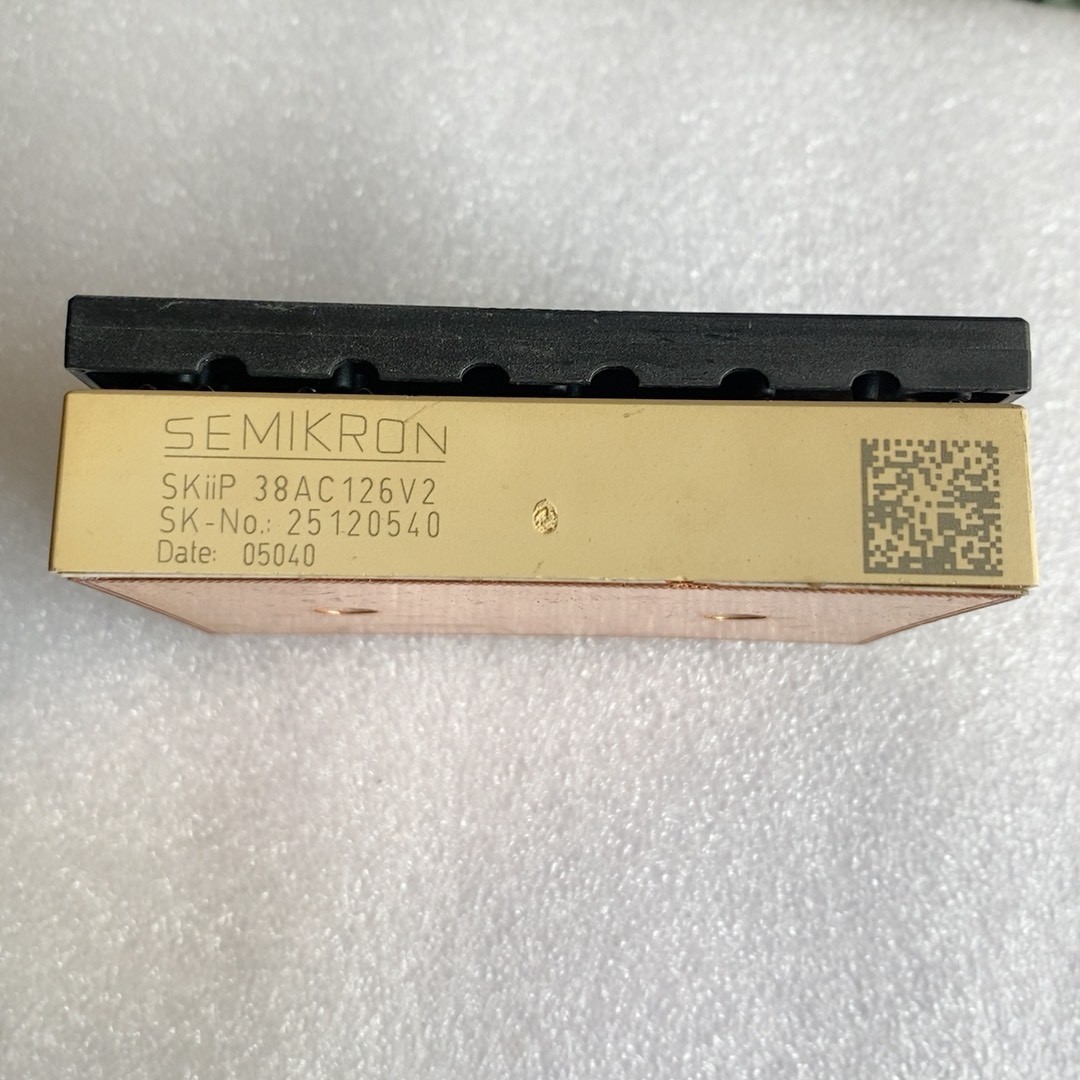 SEMIKRON
SKiiP 38AC126V2
SK-No.: 25120540
Date: 05040